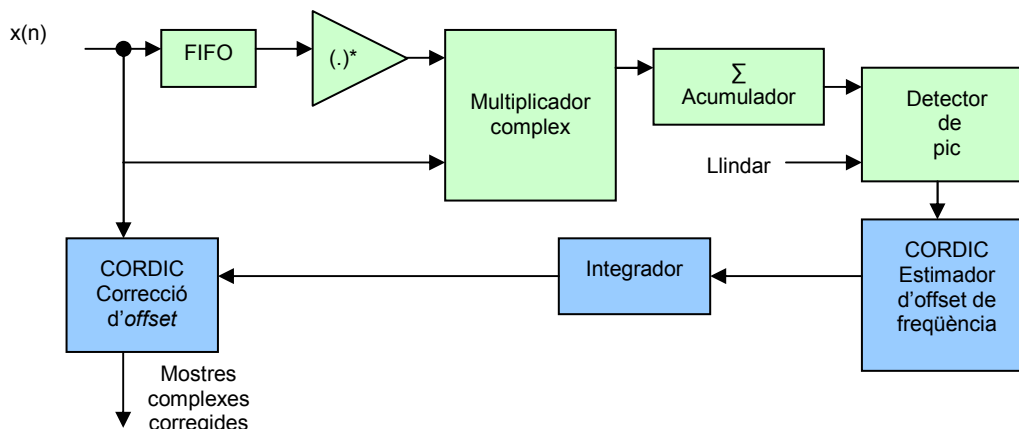 x(n)
FIFO
(.)*
Multiplicador
complex
∑
Acumulador
Detector
de
pic
Llindar
CORDIC
Correcció
d'offset
Integrador
CORDIC
Estimador
d'offset de
freqüència
Mostres
complexes
corregides